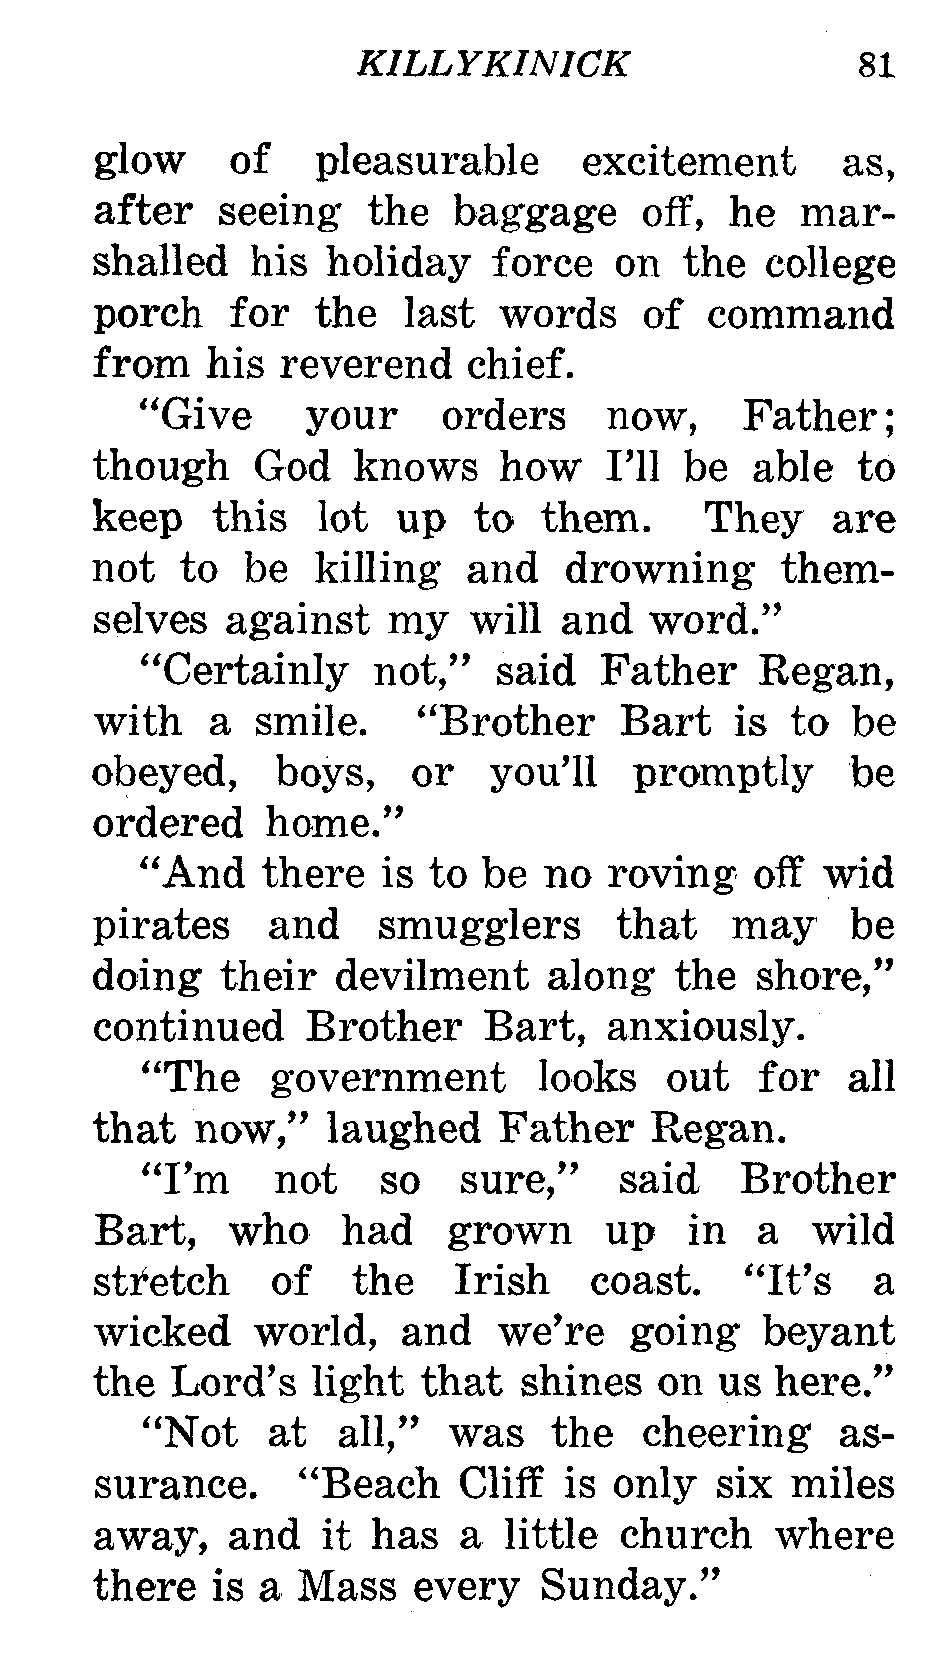 KILLYKINICK 81
glow of pleasurable excitement as,
after seeing the baggage off, he mar-
shalled his holiday force on the college
porch for the last words of command
from his reverend chief.
“Give your orders now, Father;
though God knows how I’ll be able to
keep this lot up to them. They are
not to be killing and drowning them-
selves against my will and word.”
“Certainly not,” said Father Regan,
with a smile. “Brother Bart is to be
obeyed, boys, or you’ll promptly be
ordered home.”
“And there is to be no roving off wid
pirates and smugglers that may be
doing their devilment along the shore,”
continued Brother Bart, anxiously.
“The government looks out for all
that now,” laughed Father Regan.
“I’m not so sure,” said Brother
Bart, who had grown up in a wild
stretch of the Irish coast. “It’s a
wicked world, and we’re going beyant
the Lord’s light that shines on us here.”
“Not at all,” was the cheering as-
surance. “Beach Cliff is only six miles
away, and it has a little church where
there is a Mass every Sunday.”